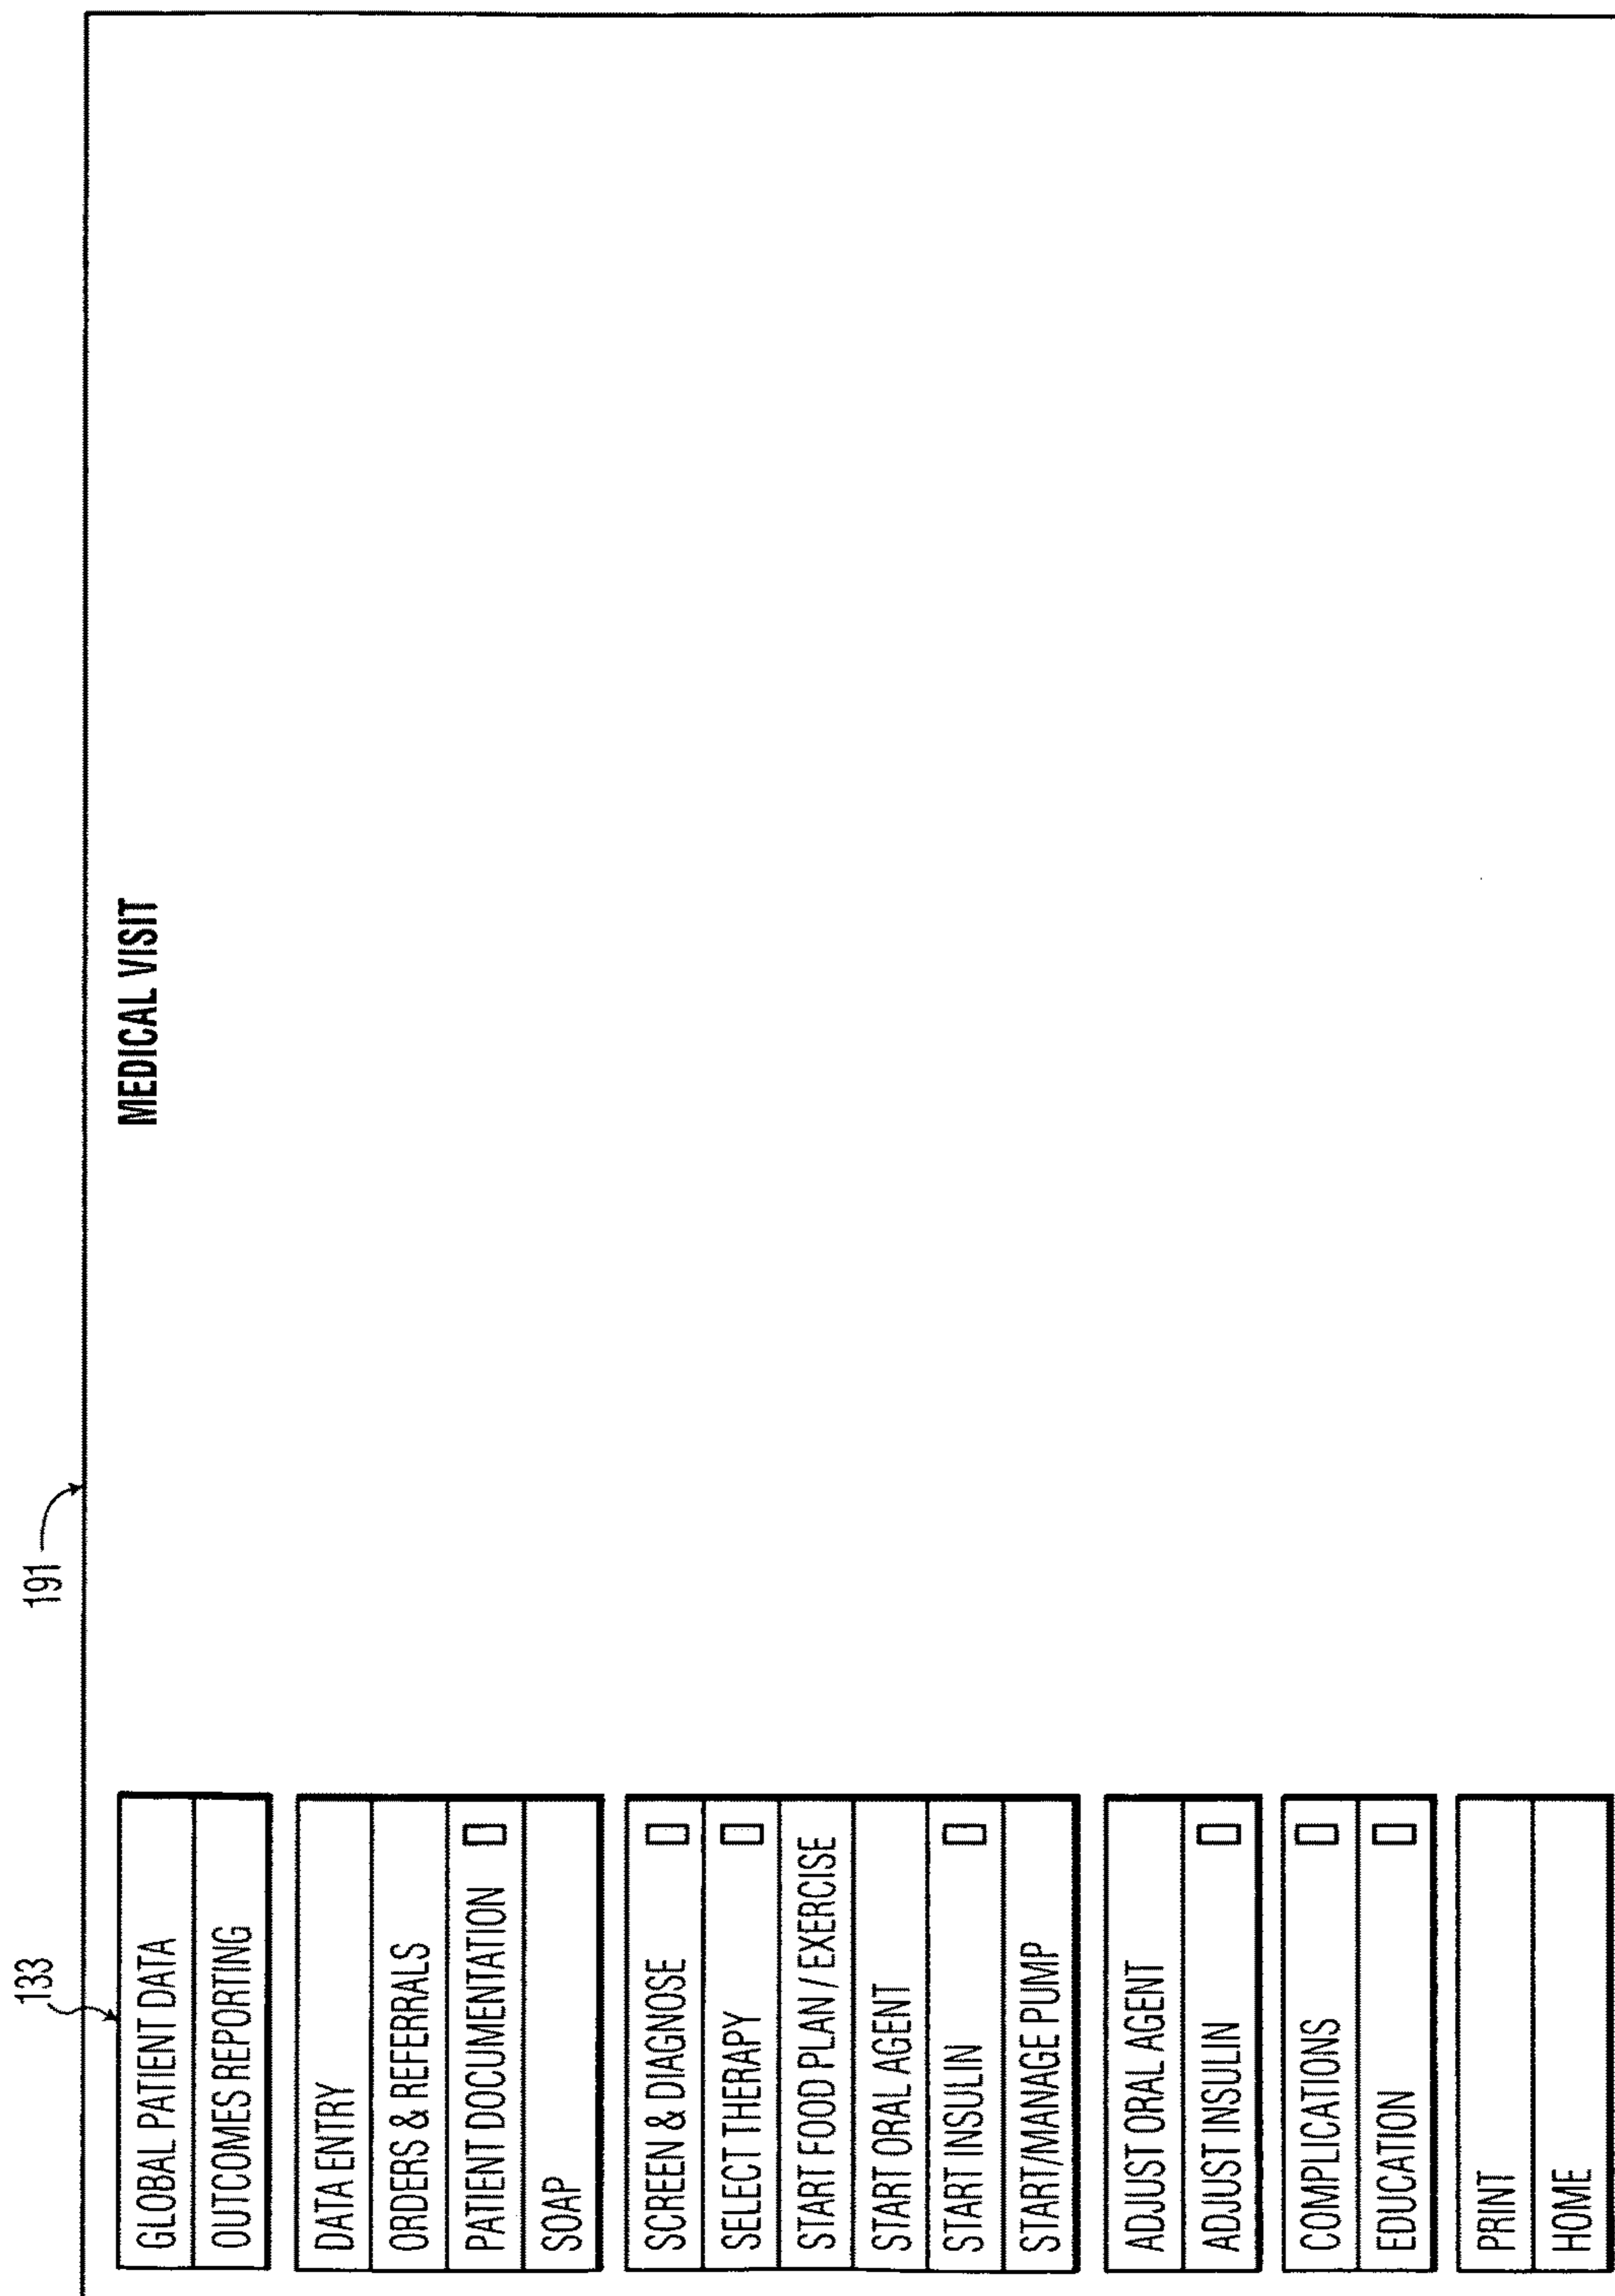 191
133
MEDICAL VISIT
GLOBAL PATIENT DATA
OUTCOMES REPORTING
DATA ENTRY
ORDERS & REFERRALS
PATIENT DOCUMENTATION
SOAP
SCREEN & DIAGNOSE
SELECT THERAPY
START FOOD PLAN / EXERCISE
START ORAL AGENT
START INSULIN
START/MANAGE PUMP
ADJUST ORAL AGENT
ADJUST INSULIN
COMPLICATIONS
EDUCATION
PRINT
HOME